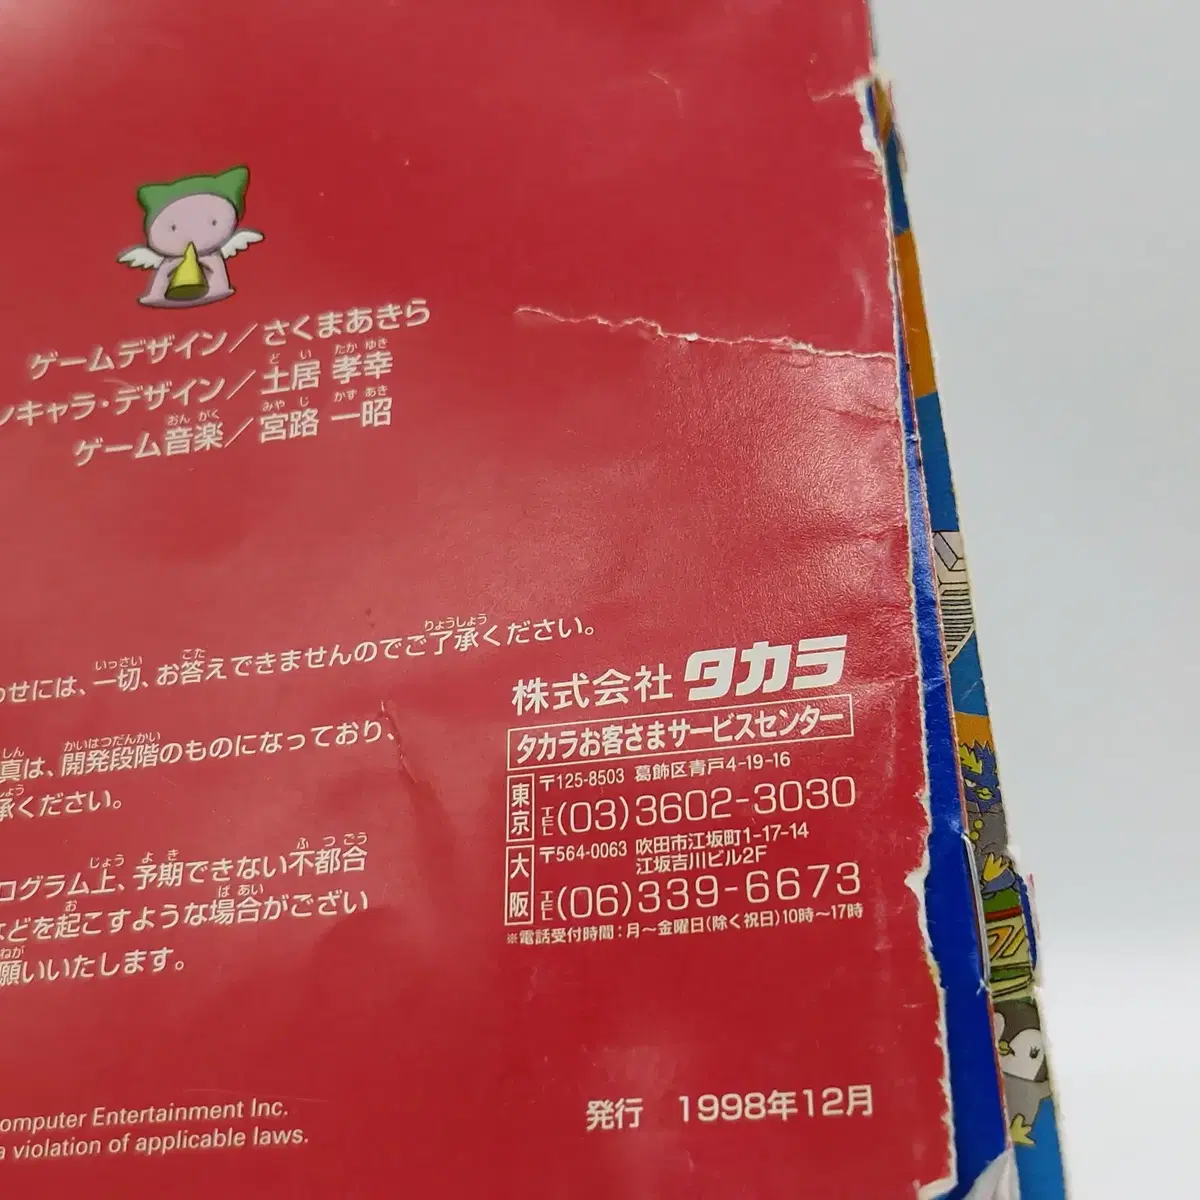 ゲームデザイン／さくまあきら
ンキャラ・デザイン／土居 孝幸
ゲーム音楽／宮路 一昭
わせには、一切、お答えできませんのでご了承ください。
真は、開発段階のものになっており、
承ください。
ログラム上、予期できない不都合
などを起こすような場合がござい
願いいたします。
株式会社 タカラ
タカラお客さまサービスセンター
東京 〒125-8503 葛飾区青戸4-19-16
TEL(03)3602-3030
大阪 〒564-0063 吹田市江坂町1-17-14
江坂吉川ビル2F
TEL(06)339-6673
※電話受付時間：月～金曜日(除く祝日)10時～17時
omputer Entertainment Inc.
a violation of applicable laws.
発行 1998年12月